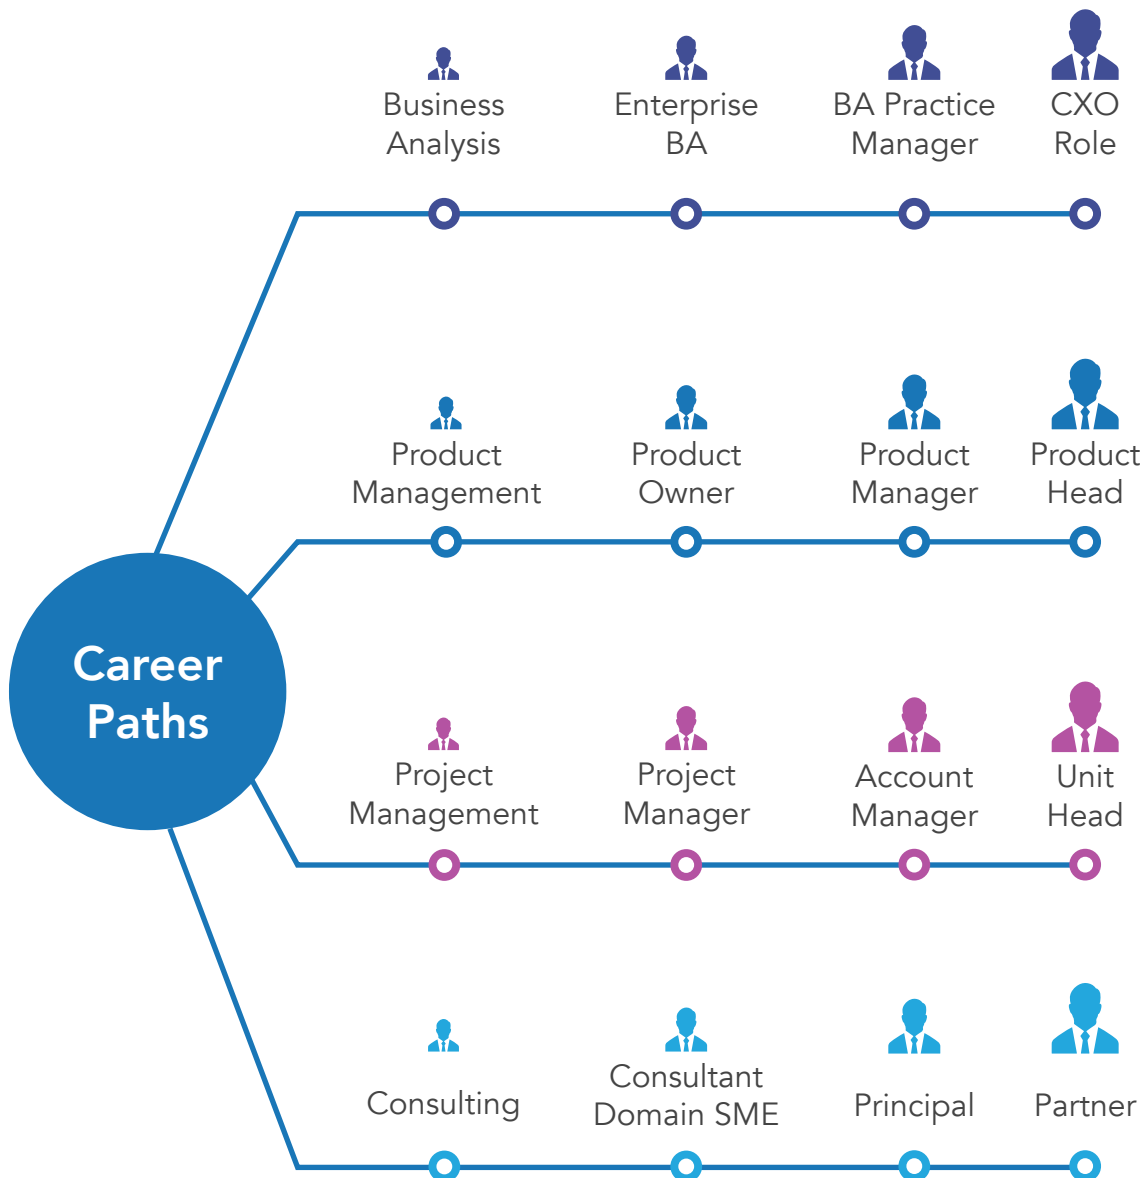 Business
Analysis
Enterprise
BA
BA Practice
Manager
CXO
Role
Product
Management
Product
Owner
Product
Manager
Product
Head
Career
Paths
Project
Management
Project
Manager
Account
Manager
Unit
Head
Consulting
Consultant
Domain SME
Principal
Partner